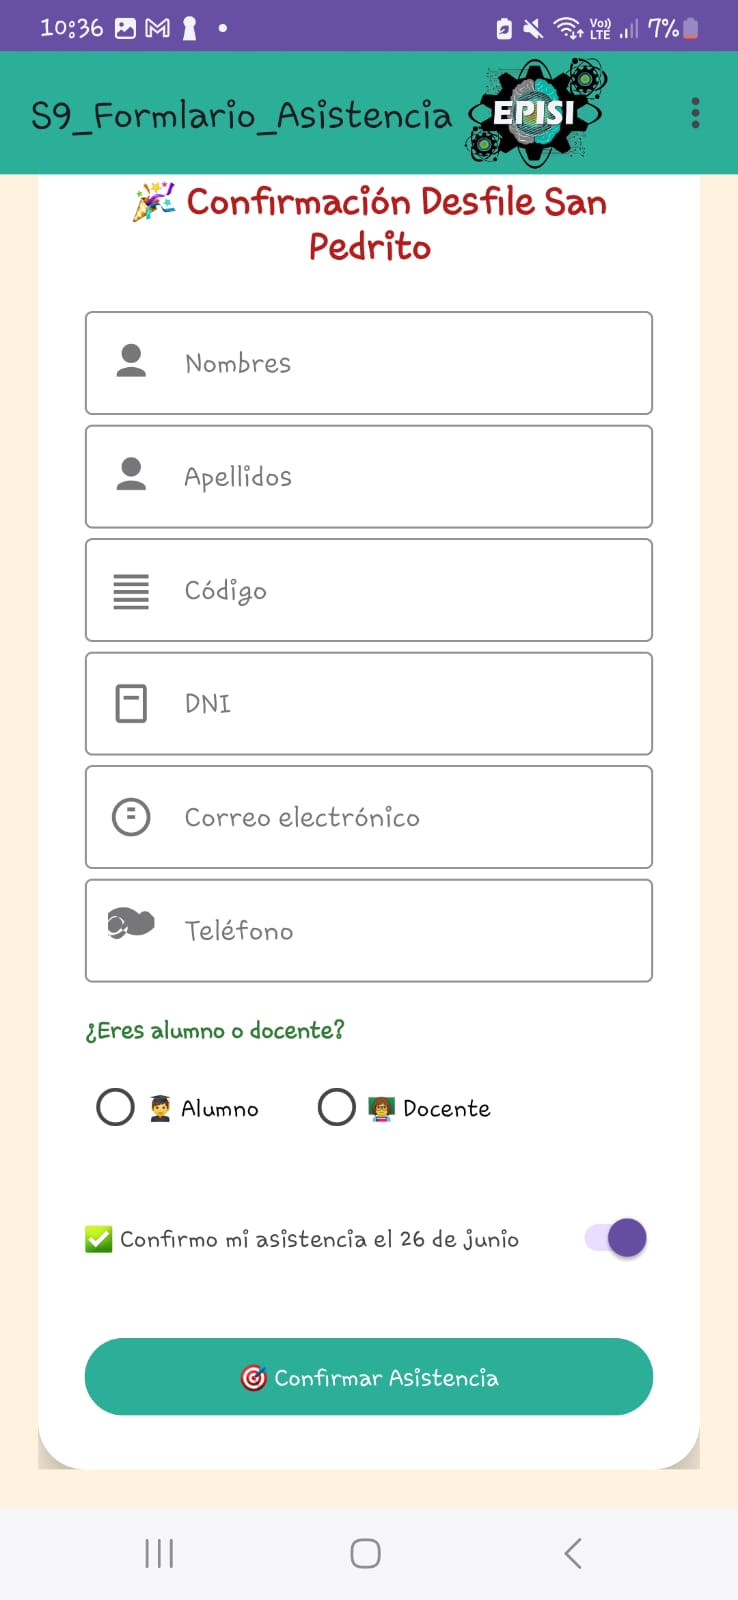 10:36
Vo)) LTE 7%
S9_Formlario_Asistencia EPISI
🎉 Confirmación Desfile San
Pedrito
Nombres
Apellidos
Código
DNI
Correo electrónico
Teléfono
¿Eres alumno o docente?
👨‍🎓 Alumno 👩‍🏫 Docente
✅ Confirmo mi asistencia el 26 de junio
🎯 Confirmar Asistencia